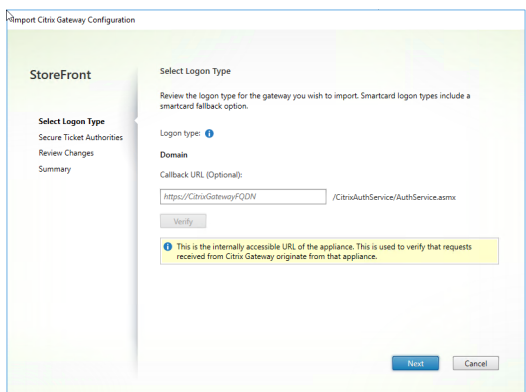 Import Citrix Gateway Configuration
StoreFront
Select Logon Type
Secure Ticket Authorities
Review Changes
Summary
Select Logon Type
Review the logon type for the gateway you wish to import. Smartcard logon types include a
smartcard fallback option.
Logon type:
Domain
Callback URL (Optional):
https://CitrixGatewayFQDN /CitrixAuthService/AuthService.asmx
Verify
This is the internally accessible URL of the appliance. This is used to verify that requests
received from Citrix Gateway originate from that appliance.
Next Cancel